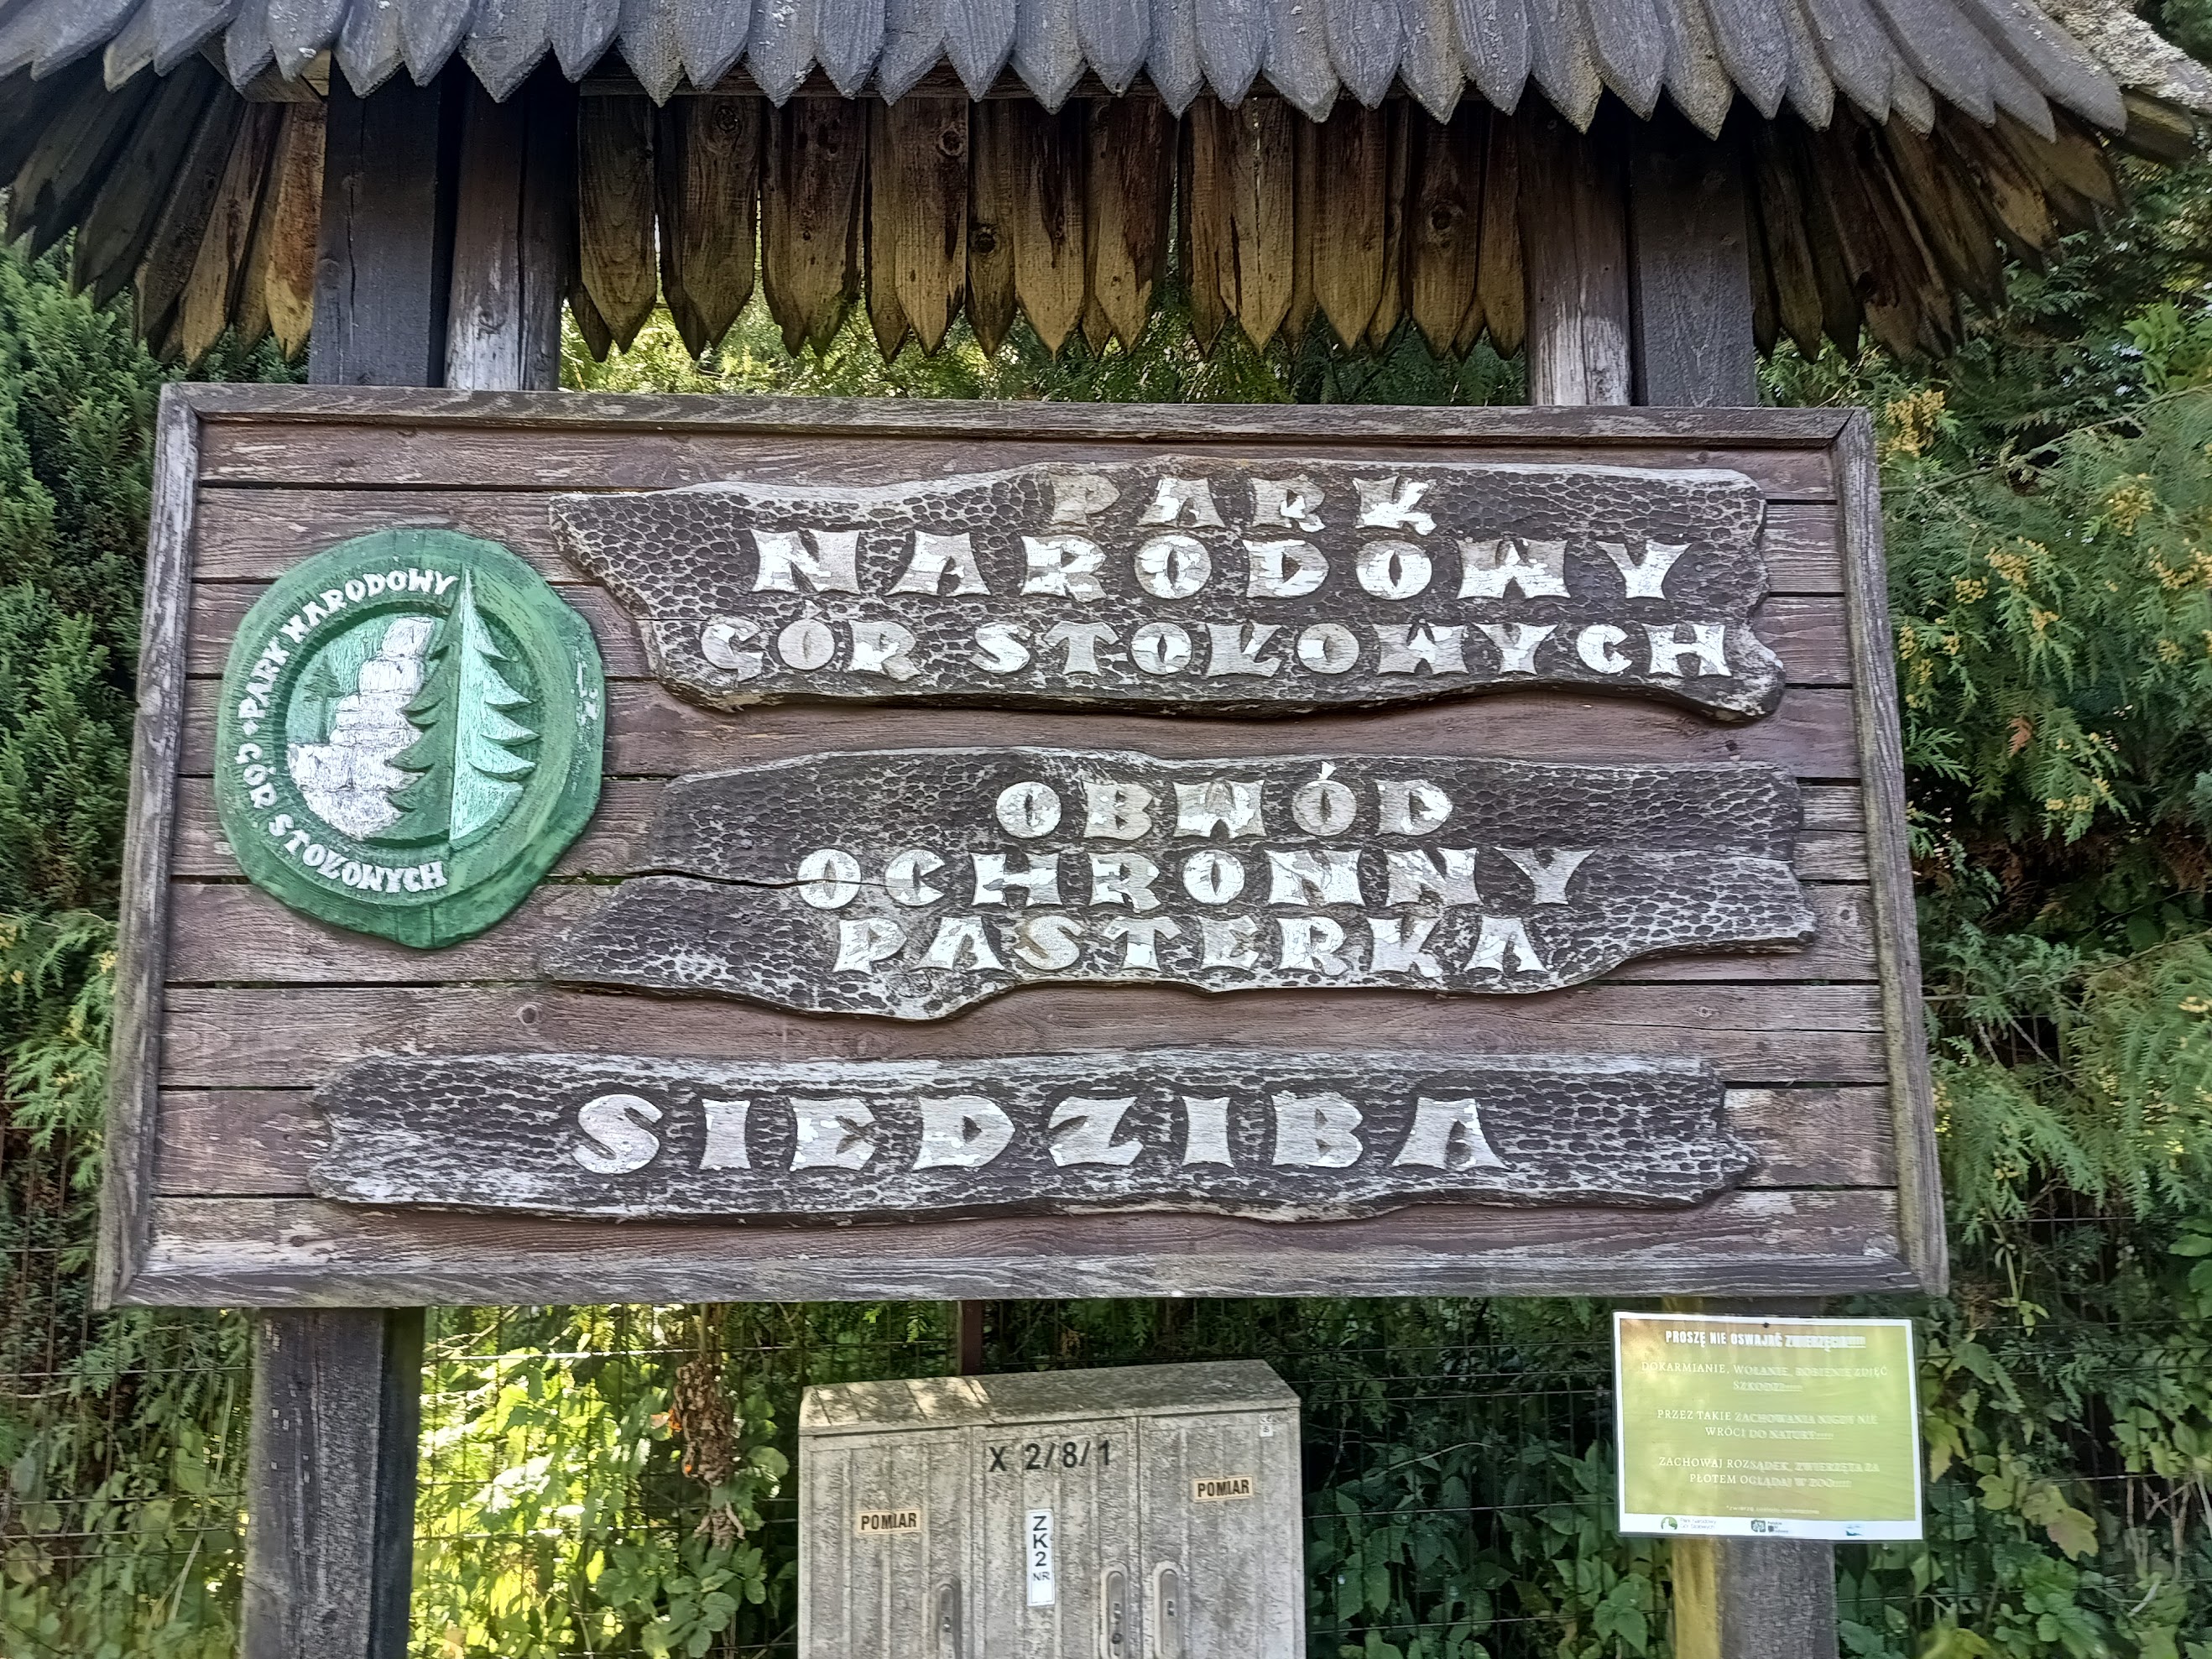 PARK
NARODOWY
GÓR STOŁOWYCH
PARK NARODOWY
GÓR STOŁOWYCH
OBWÓD
OCHRONNY
PASTERKA
SIEDZIBA
PROSZĘ NIE OSWAJAĆ ZWIERZĘCIA!!!!!
DOKARMIANIE, WOŁANIE, ROBIENIE ZDJĘĆ
SZKODZI!!!!!
PRZEZ TAKIE ZACHOWANIA NIGDY NIE
WRÓCI DO NATURY!!!!!
ZACHOWAJ ROZSĄDEK, ZWIERZĘTA ZA
PŁOTEM OGLĄDAJ W ZOO!!!!!
X 2/8/1
POMIAR
POMIAR
ZK2
NR